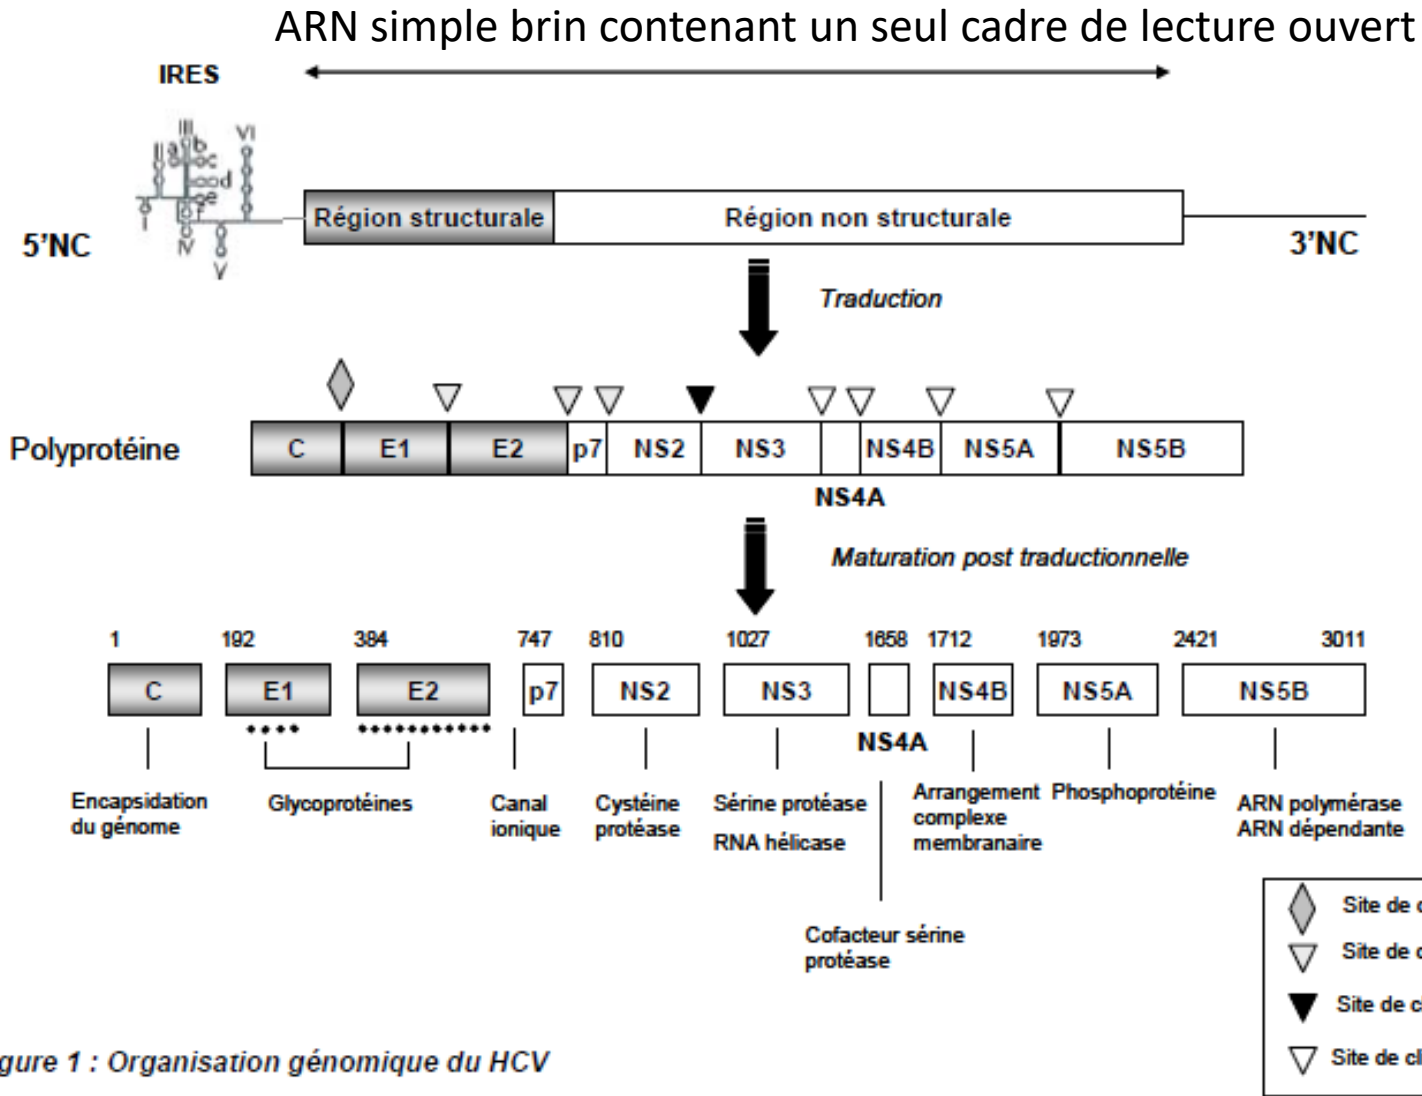 ARN simple brin contenant un seul cadre de lecture ouvert
IRES
III
VI
II
a
b
c
d
e
f
I
IV
V
5'NC
Région structurale
Région non structurale
3'NC
Traduction
Polyprotéine
C
E1
E2
p7
NS2
NS3
NS4B
NS5A
NS5B
NS4A
Maturation post traductionnelle
1
192
384
747
810
1027
1658
1712
1973
2421
3011
C
E1
E2
p7
NS2
NS3
NS4B
NS5A
NS5B
NS4A
Encapsidation
du génome
Glycoprotéines
Canal
ionique
Cystéine
protéase
Sérine protéase
RNA hélicase
Arrangement
complexe
membranaire
Phosphoprotéine
ARN polymérase
ARN dépendante
Cofacteur sérine
protéase
Site de
Site de
Site de
Site de
gure 1 : Organisation génomique du HCV